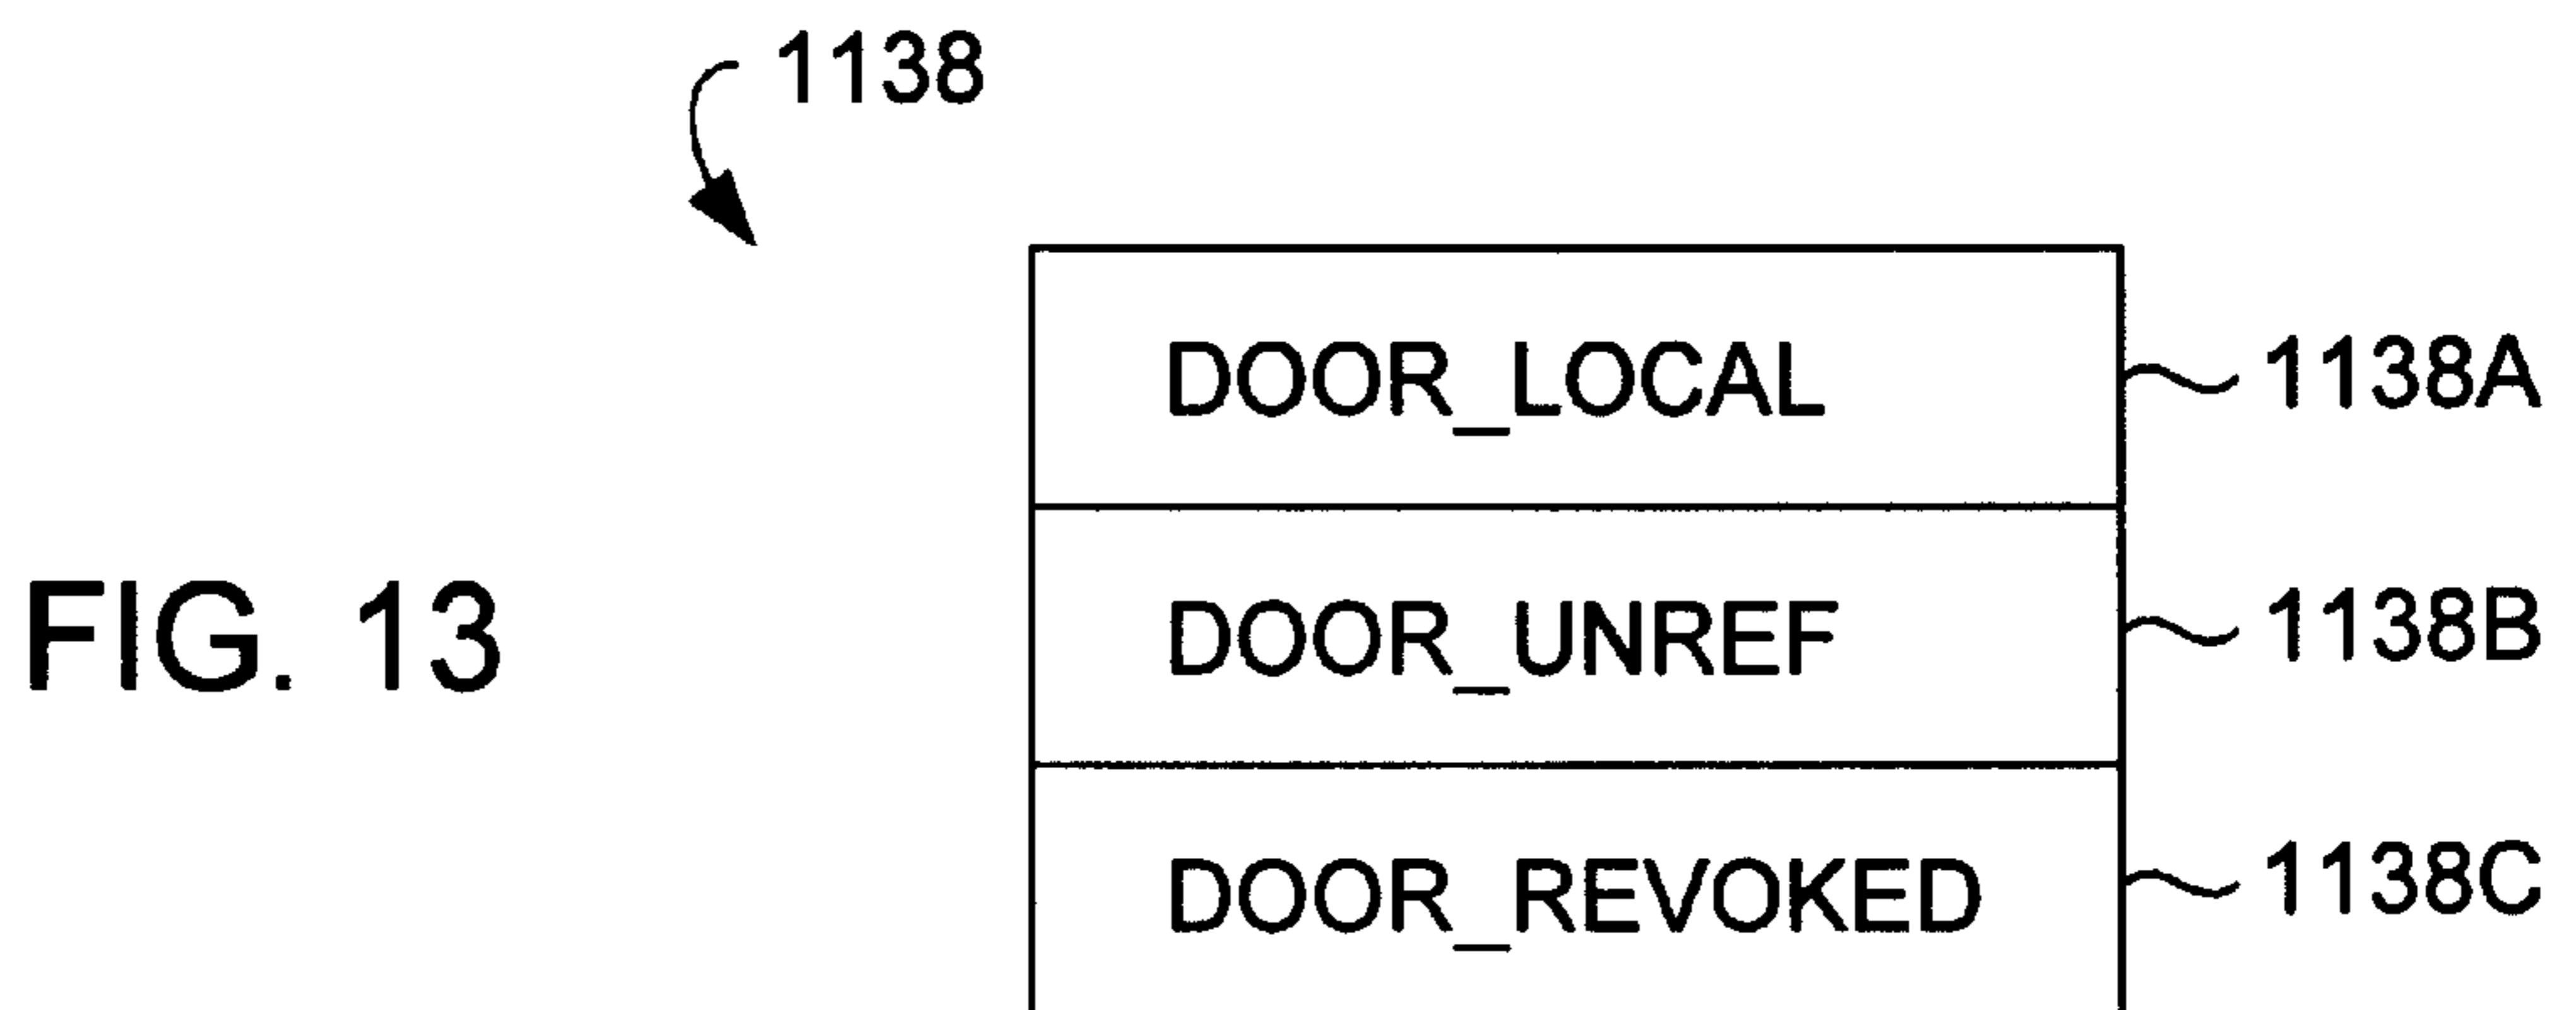 1138
DOOR_LOCAL 1138A
FIG. 13
DOOR_UNREF 1138B
DOOR_REVOKED 1138C